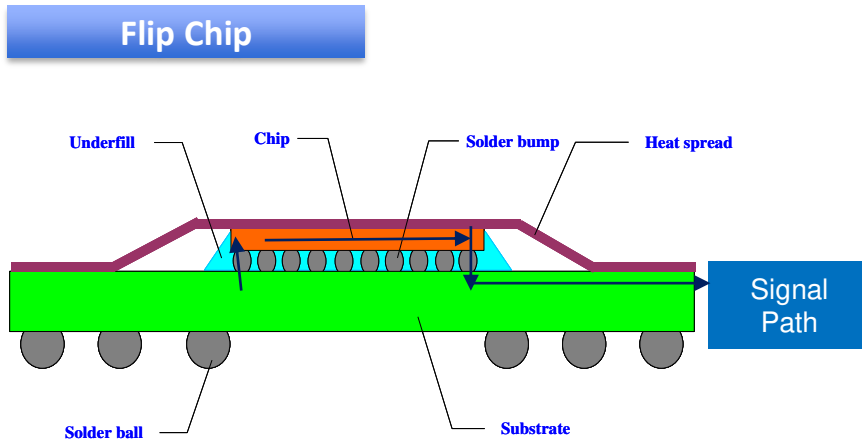 Flip Chip
Underfill
Chip
Solder bump
Heat spread
Signal
Path
Solder ball
Substrate